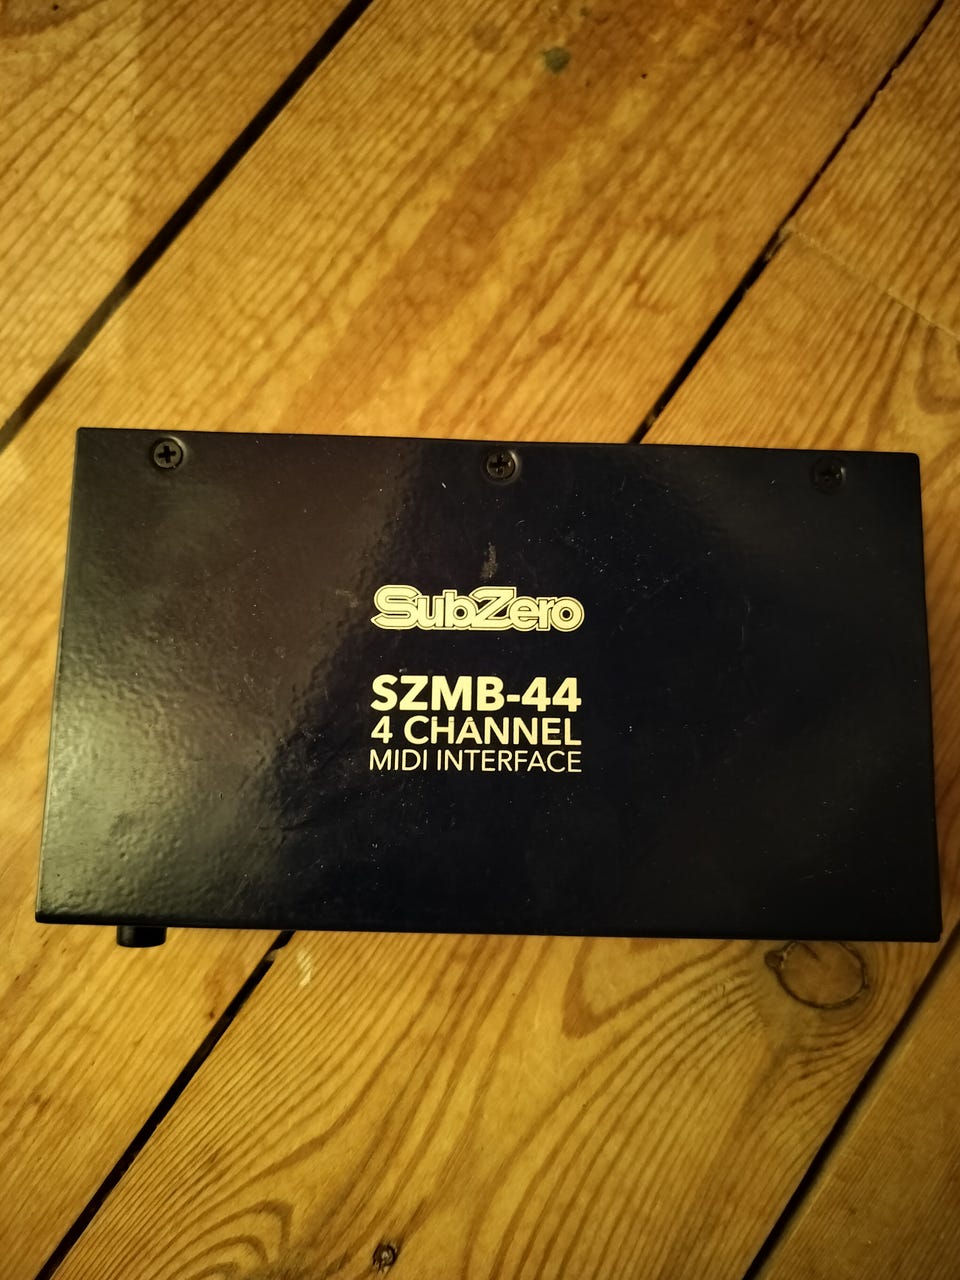 SubZero
SZMB-44
4 CHANNEL
MIDI INTERFACE